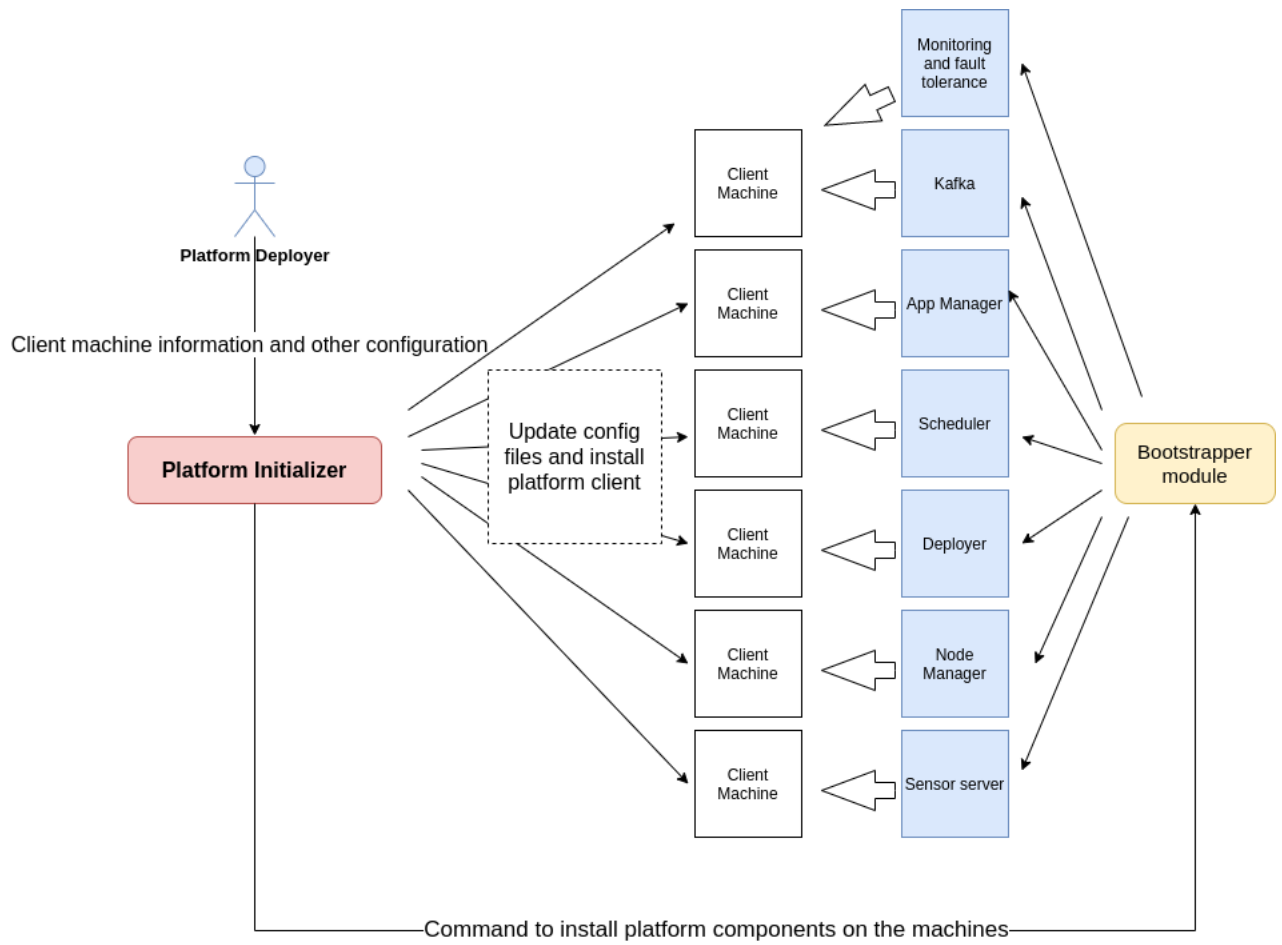 Monitoring
and fault
tolerance
Client
Machine
Kafka
Platform Deployer
Client
Machine
App Manager
Client machine information and other configuration
Client
Machine
Scheduler
Update config
files and install
platform client
Platform Initializer
Bootstrapper
module
Client
Machine
Deployer
Client
Machine
Node
Manager
Client
Machine
Sensor server
Command to install platform components on the machines